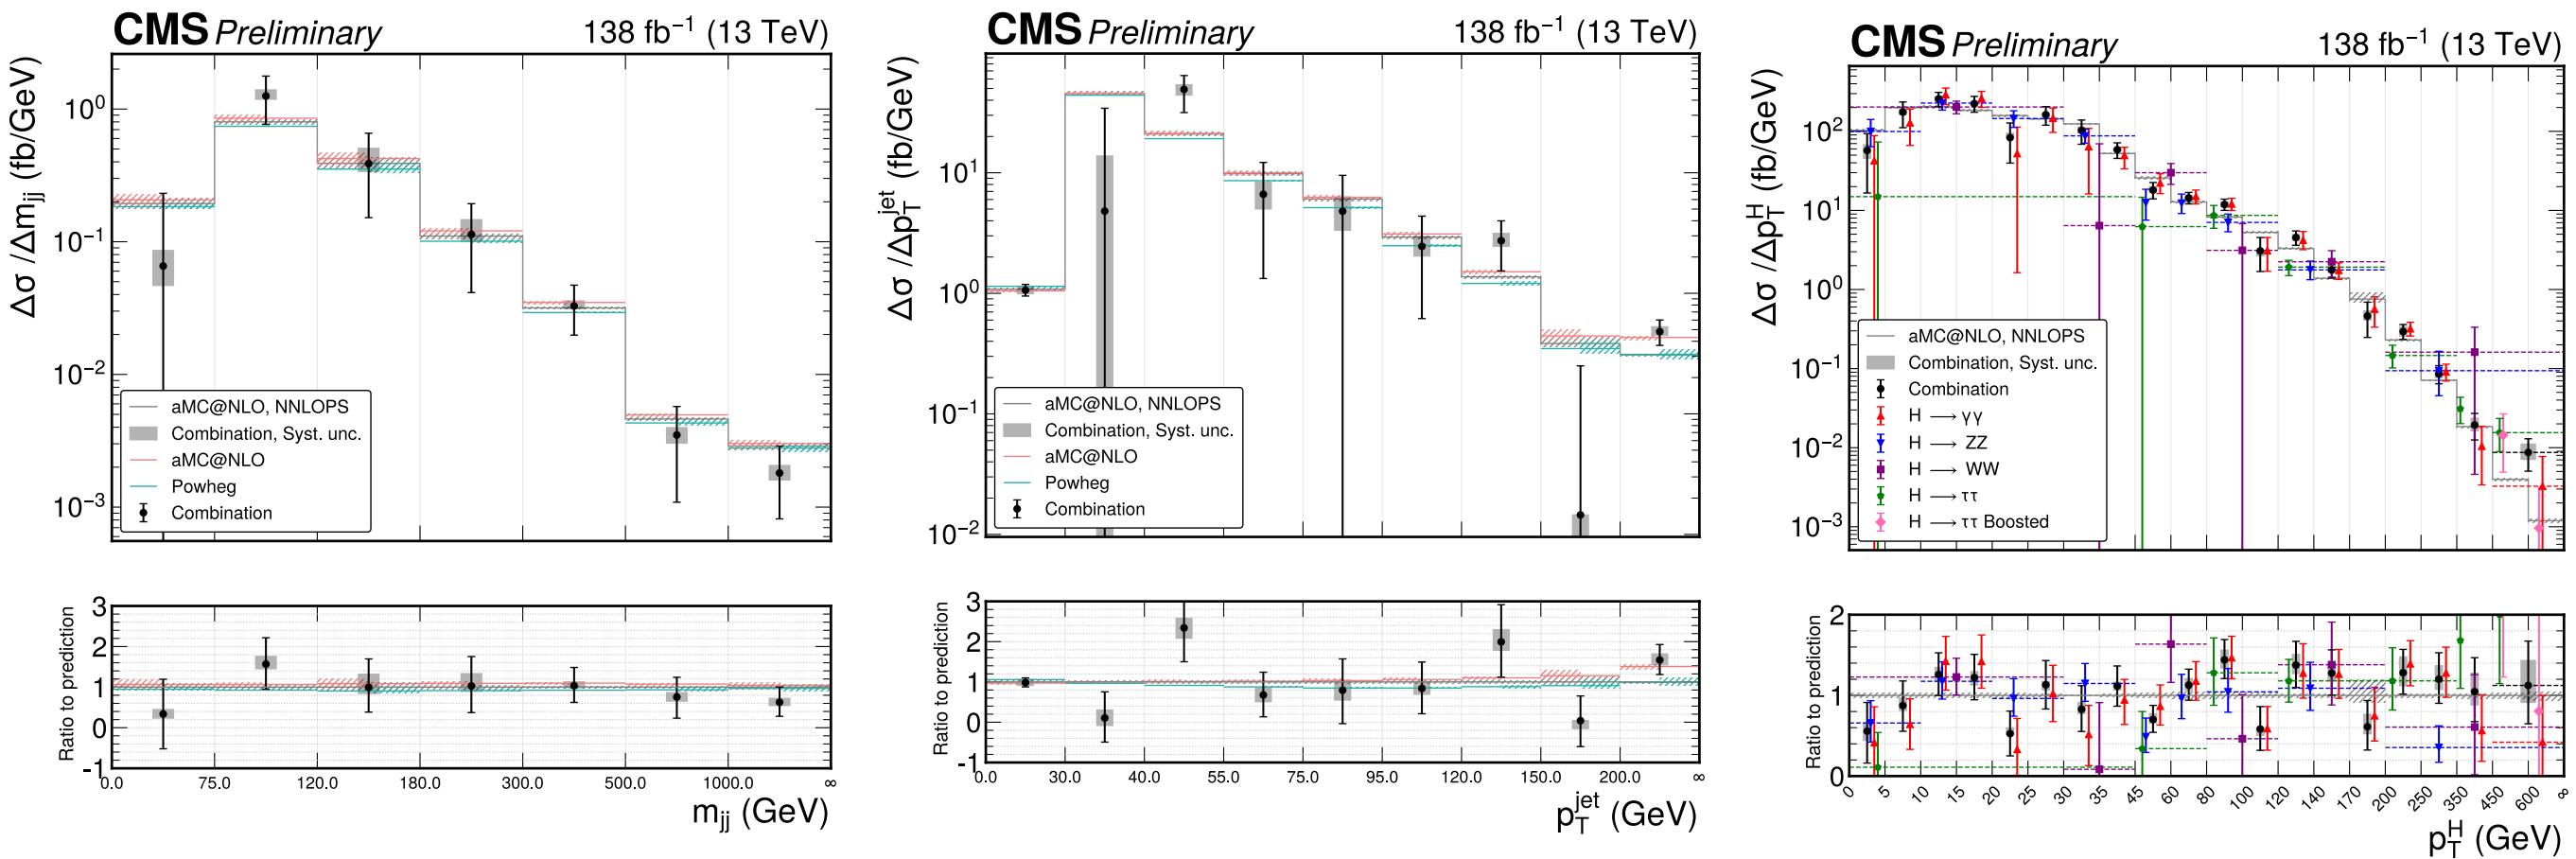 CMS Preliminary 138 fb⁻¹ (13 TeV)
Δσ /Δm_jj (fb/GeV)
10⁰
10⁻¹
10⁻²
10⁻³
aMC@NLO, NNLOPS
Combination, Syst. unc.
aMC@NLO
Powheg
Combination
Ratio to prediction
3
2
1
0
-1
0.0 75.0 120.0 180.0 300.0 500.0 1000.0 ∞
m_jj (GeV)
CMS Preliminary 138 fb⁻¹ (13 TeV)
Δσ /Δp_T^jet (fb/GeV)
10¹
10⁰
10⁻¹
10⁻²
aMC@NLO, NNLOPS
Combination, Syst. unc.
aMC@NLO
Powheg
Combination
Ratio to prediction
3
2
1
0
-1
0.0 30.0 40.0 55.0 75.0 95.0 120.0 150.0 200.0 ∞
p_T^jet (GeV)
CMS Preliminary 138 fb⁻¹ (13 TeV)
Δσ /Δp_T^H (fb/GeV)
10²
10¹
10⁰
10⁻¹
10⁻²
10⁻³
aMC@NLO, NNLOPS
Combination, Syst. unc.
Combination
H ⟶ γγ
H ⟶ ZZ
H ⟶ WW
H ⟶ ττ
H ⟶ ττ Boosted
Ratio to prediction
2
1
0
0 5 10 15 20 25 30 35 45 60 80 100 120 140 170 200 250 350 450 600 ∞
p_T^H (GeV)